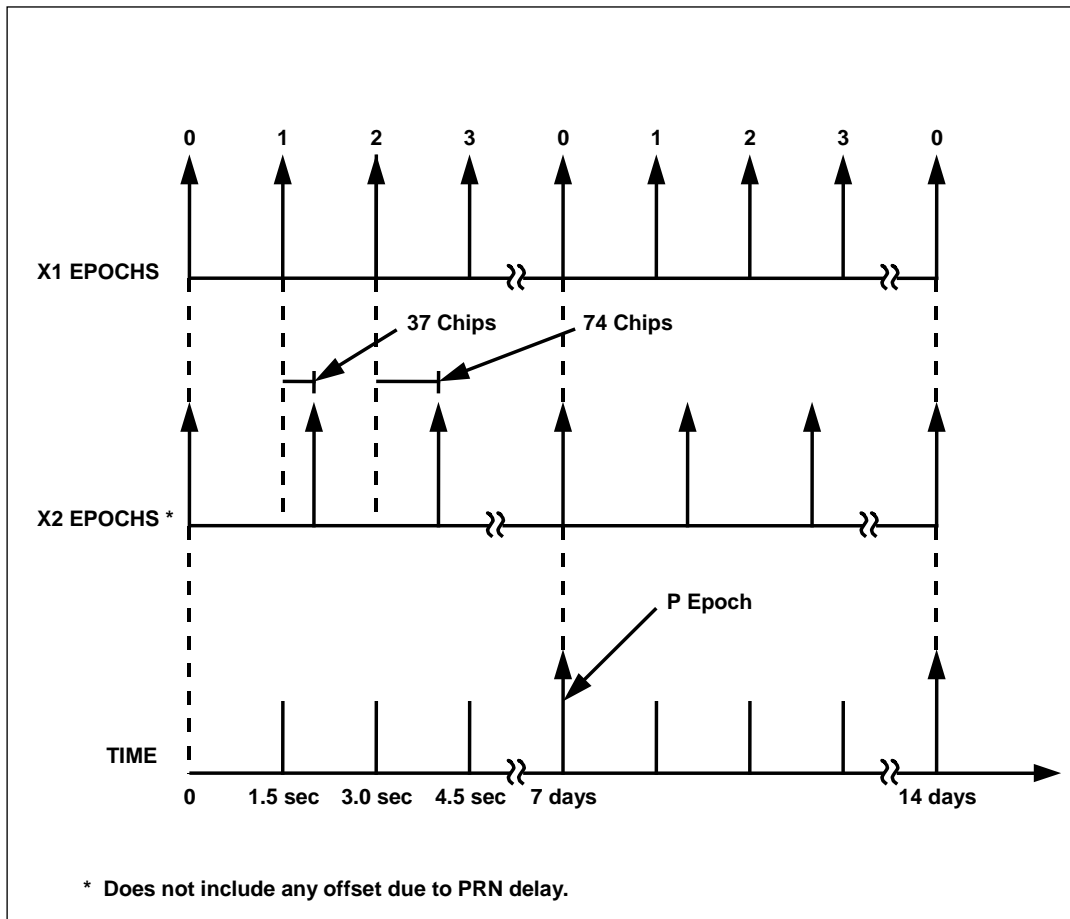 0 1 2 3 0 1 2 3 0
X1 EPOCHS
37 Chips 74 Chips
X2 EPOCHS *
P Epoch
TIME
0 1.5 sec 3.0 sec 4.5 sec 7 days 14 days
* Does not include any offset due to PRN delay.